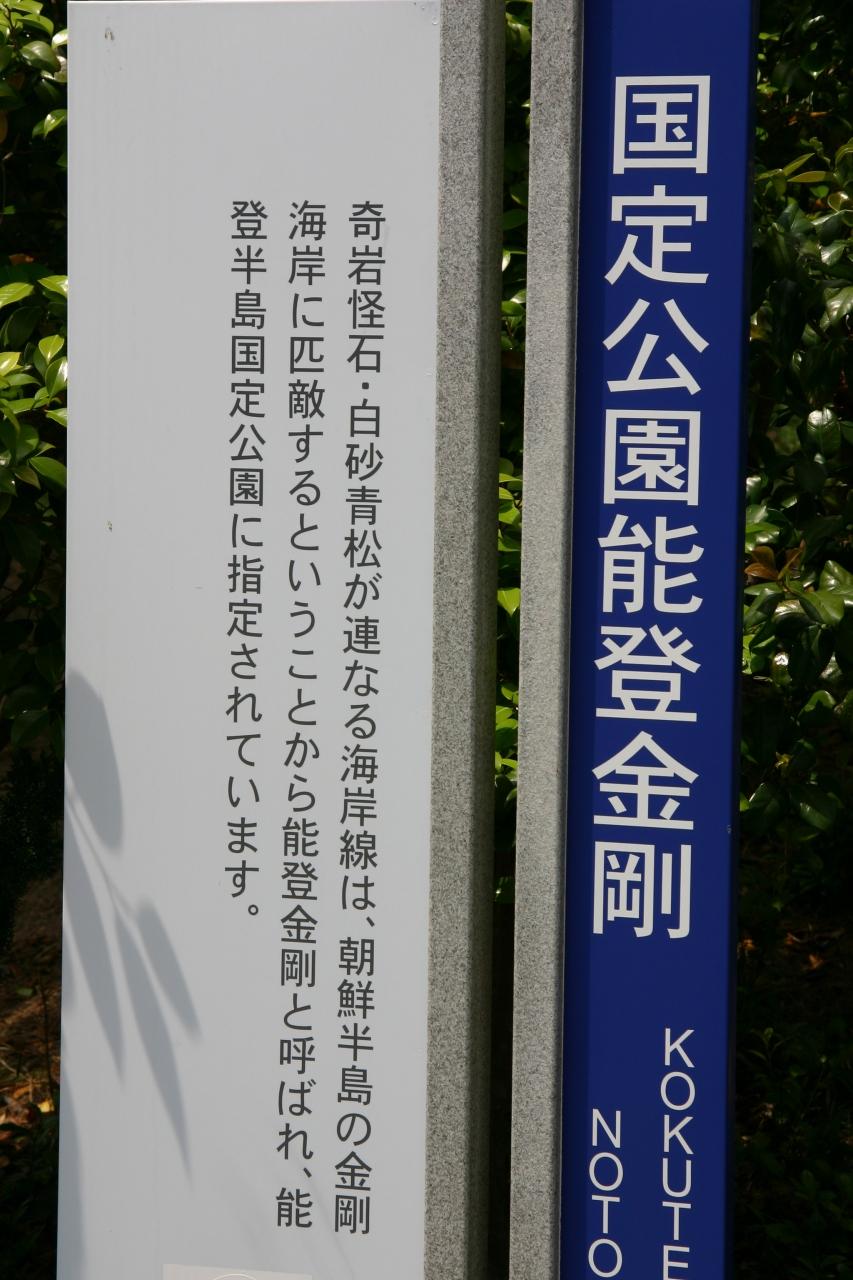 国定公園能登金剛
KOKUTE
NOTO
奇岩怪石・白砂青松が連なる海岸線は、朝鮮半島の金剛
海岸に匹敵するということから能登金剛と呼ばれ、能
登半島国定公園に指定されています。